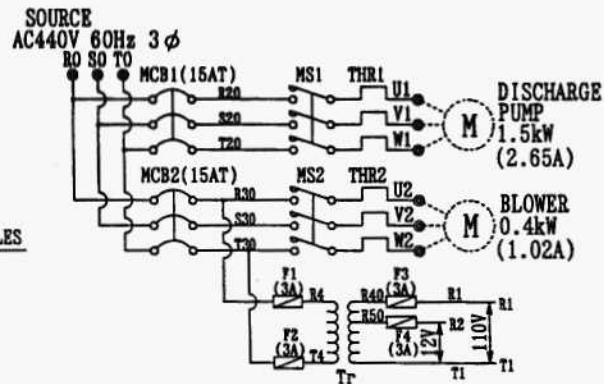 SOURCE
AC440V 60Hz 3φ
R0 S0 T0
MCB1(15AT) MS1 THR1
R20 U1
S20 V1
T20 W1
M
DISCHARGE
PUMP
1.5kW
(2.65A)
MCB2(15AT) MS2 THR2
R30 U2
S30 V2
T30 W2
M
BLOWER
0.4kW
(1.02A)
LES
F1
(3A)
R4
F2
(3A)
T4
Tr
R40
F3
(3A)
R1 R1
R50
F4
(3A)
R2
12V
110V
T1 T1